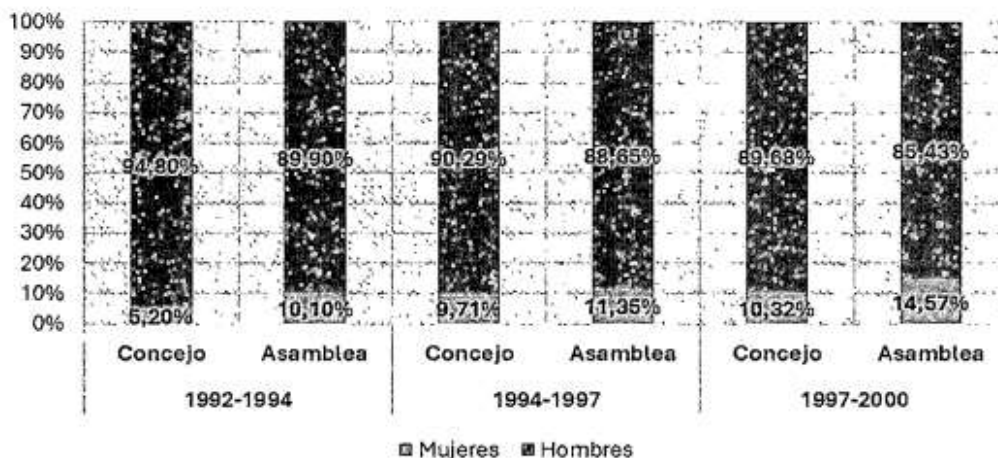 100%
90%
80%
70%
60%
50%
40%
30%
20%
10%
0%
94,80% 89,90% 90,29% 88,65% 89,68% 85,43%
5,20% 10,10% 9,71% 11,35% 10,32% 14,57%
Concejo Asamblea Concejo Asamblea Concejo Asamblea
1992-1994 1994-1997 1997-2000
Mujeres Hombres